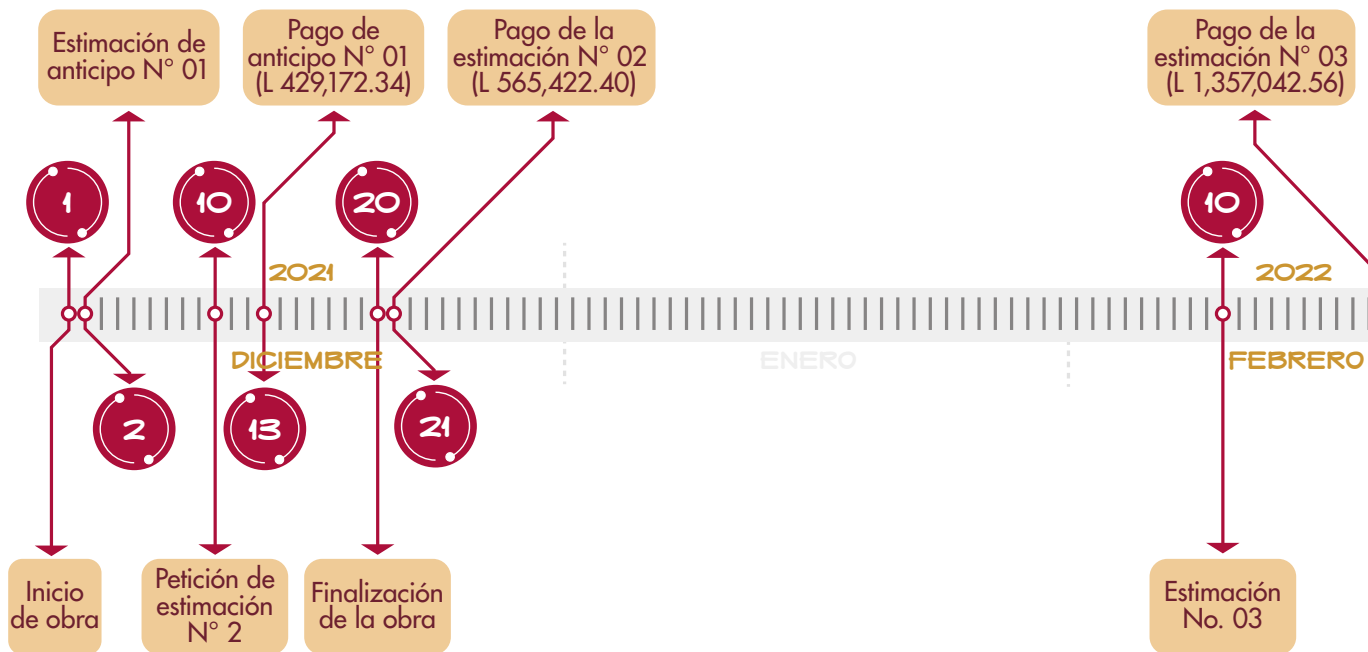 Estimación de
anticipo N° 01
Pago de
anticipo N° 01
(L 429,172.34)
Pago de la
estimación N° 02
(L 565,422.40)
Pago de la
estimación N° 03
(L 1,357,042.56)
1
10
20
10
2021
2022
DICIEMBRE
ENERO
FEBRERO
2
13
21
Inicio
de obra
Petición de
estimación
N° 2
Finalización
de la obra
Estimación
No. 03